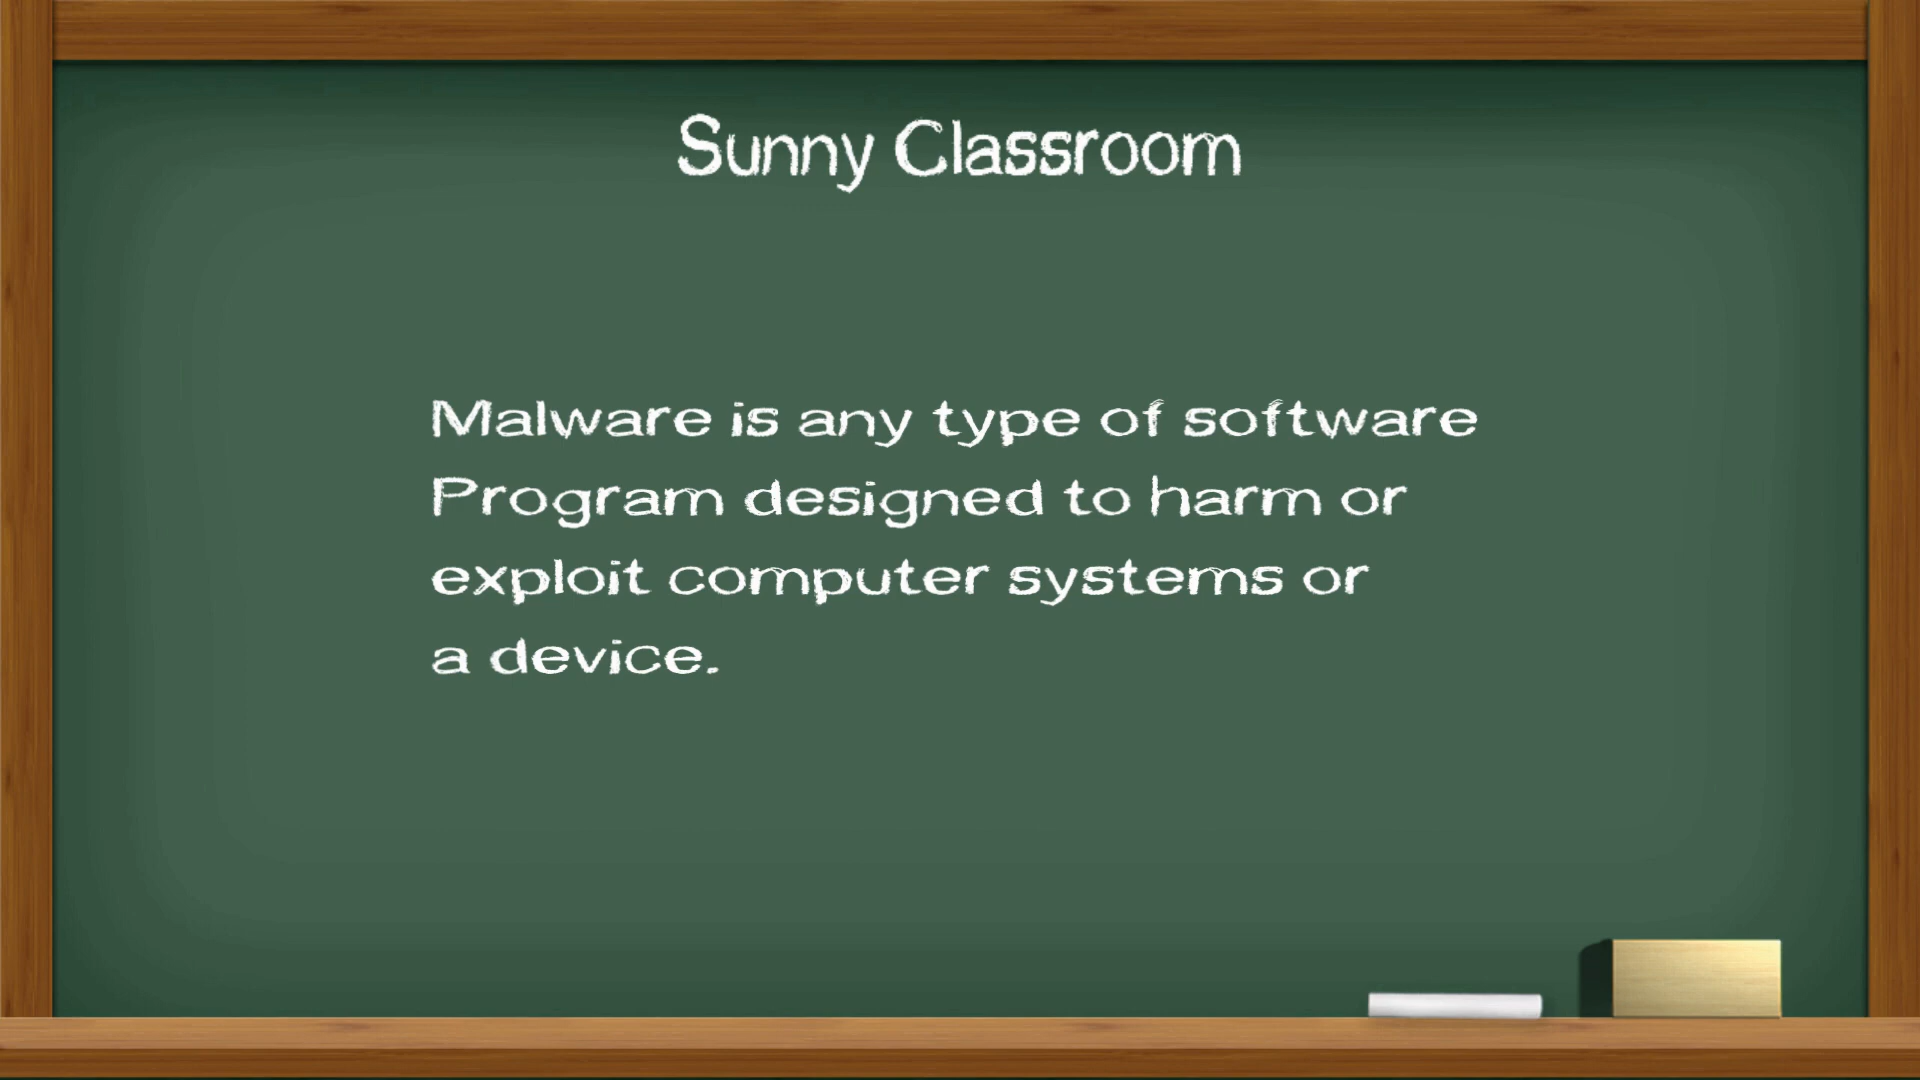 Sunny Classroom
Malware is any type of software
Program designed to harm or
exploit computer systems or
a device.